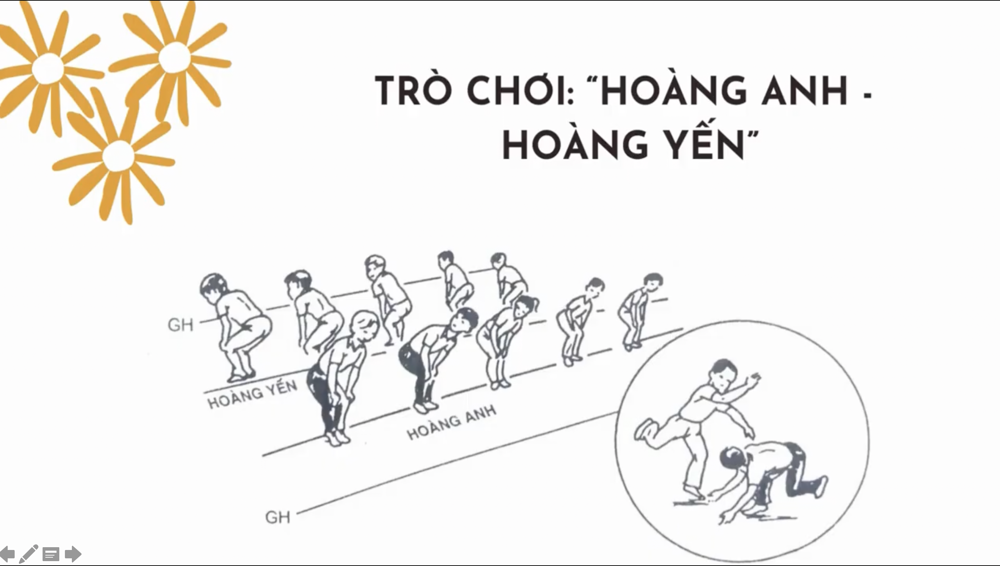 TRÒ CHƠI: “HOÀNG ANH -
HOÀNG YẾN”
GH
HOÀNG YẾN
HOÀNG ANH
GH